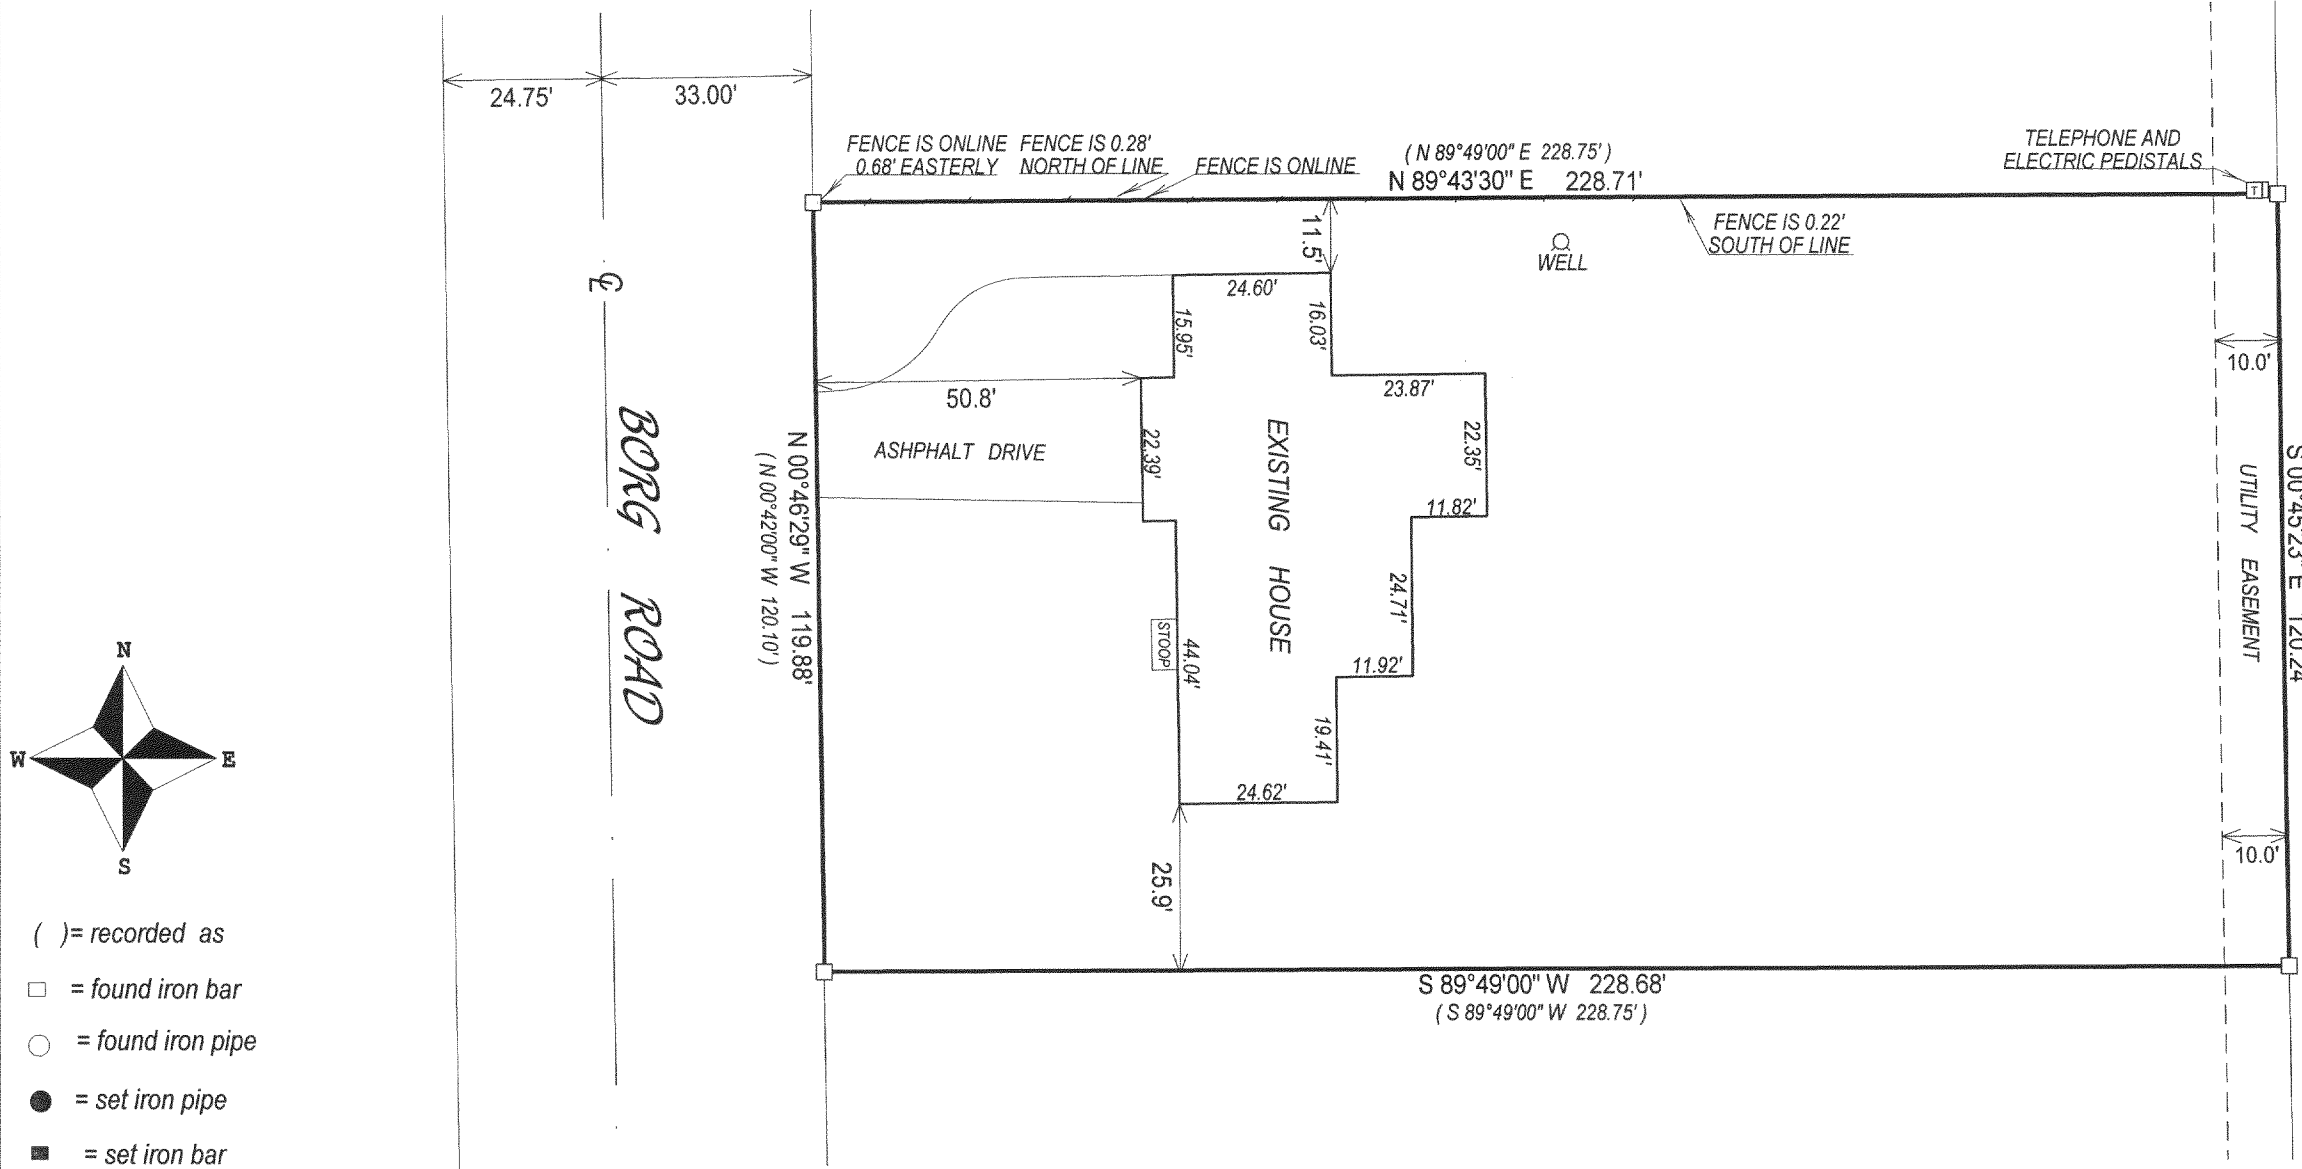 24.75'
33.00'
FENCE IS ONLINE
0.68' EASTERLY
FENCE IS 0.28'
NORTH OF LINE
FENCE IS ONLINE
( N 89°49'00" E 228.75' )
N 89°43'30" E 228.71'
TELEPHONE AND
ELECTRIC PEDISTALS
T
FENCE IS 0.22'
SOUTH OF LINE
WELL
11.5'
24.60'
15.95'
16.03'
23.87'
10.0'
50.8'
ASHPHALT DRIVE
22.39'
EXISTING HOUSE
22.35'
11.82'
24.71'
11.92'
STOOP
44.04'
19.41'
24.62'
25.9'
℄
BORG ROAD
N 00°46'29" W 119.88'
( N 00°42'00" W 120.10' )
UTILITY EASEMENT
S 00°45'23" E 120.24
10.0'
S 89°49'00" W 228.68'
( S 89°49'00" W 228.75' )
N
W
E
S
( )= recorded as
= found iron bar
= found iron pipe
= set iron pipe
= set iron bar